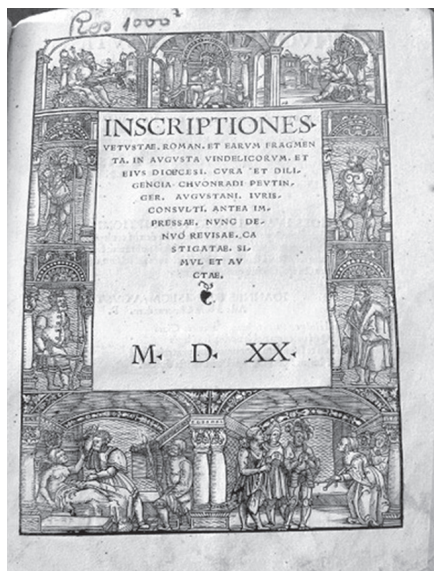 Res 1000²
INSCRIPTIONES·
VETVSTAE. ROMAN. ET EARVM FRAGMEN
TA. IN AVGVSTA VINDELICORVM. ET
EIVS DIOECESI. CVRA ET DILI
GENCIA CHVONRADI PEVTIN⸗
GER. AVGVSTANI. IVRIS⸗
CONSVLTI. ANTEA IM⸗
PRESSAE. NVNC DE⸗
NVO REVISAE. CA
STIGATAE. SI⸗
MVL ET AV
CTAE.
M· D· XX·